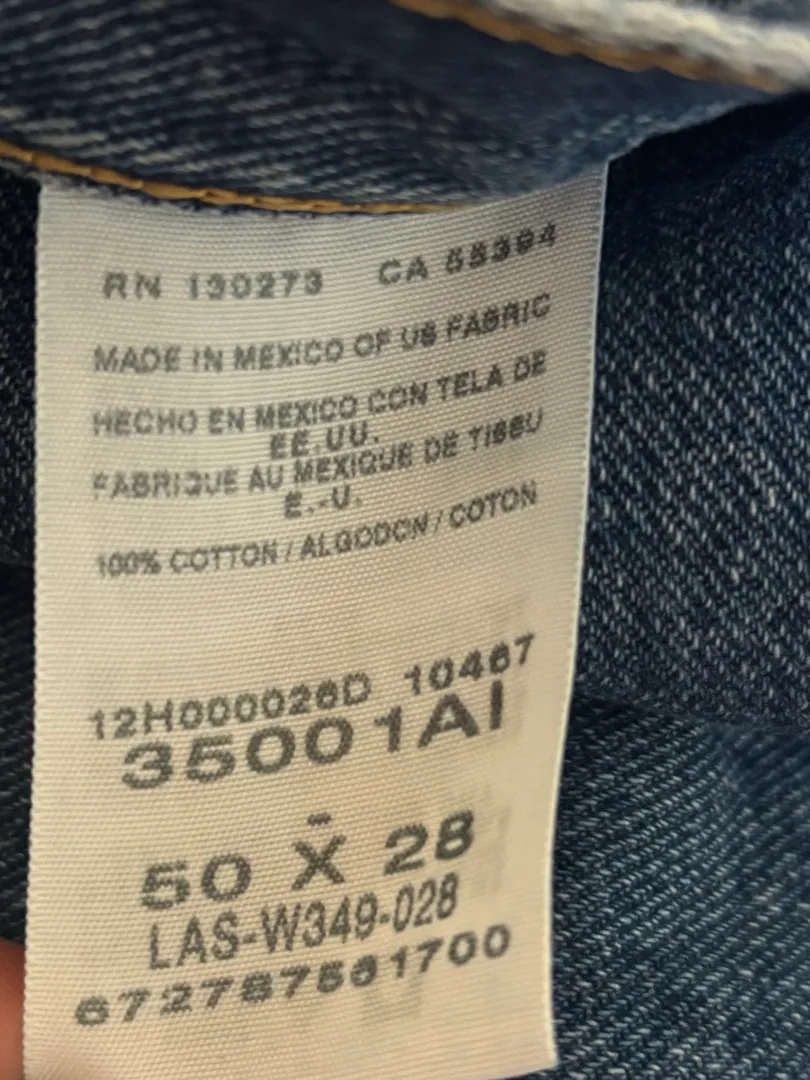 RN 130273 CA 55394
MADE IN MEXICO OF US FABRIC
HECHO EN MEXICO CON TELA DE
EE.UU.
FABRIQUE AU MEXIQUE DE TISSU
E.-U.
100% COTTON / ALGODON / COTON
12H000026D 10467
35001AI
50 X 28
LAS-W349-028
672787561700